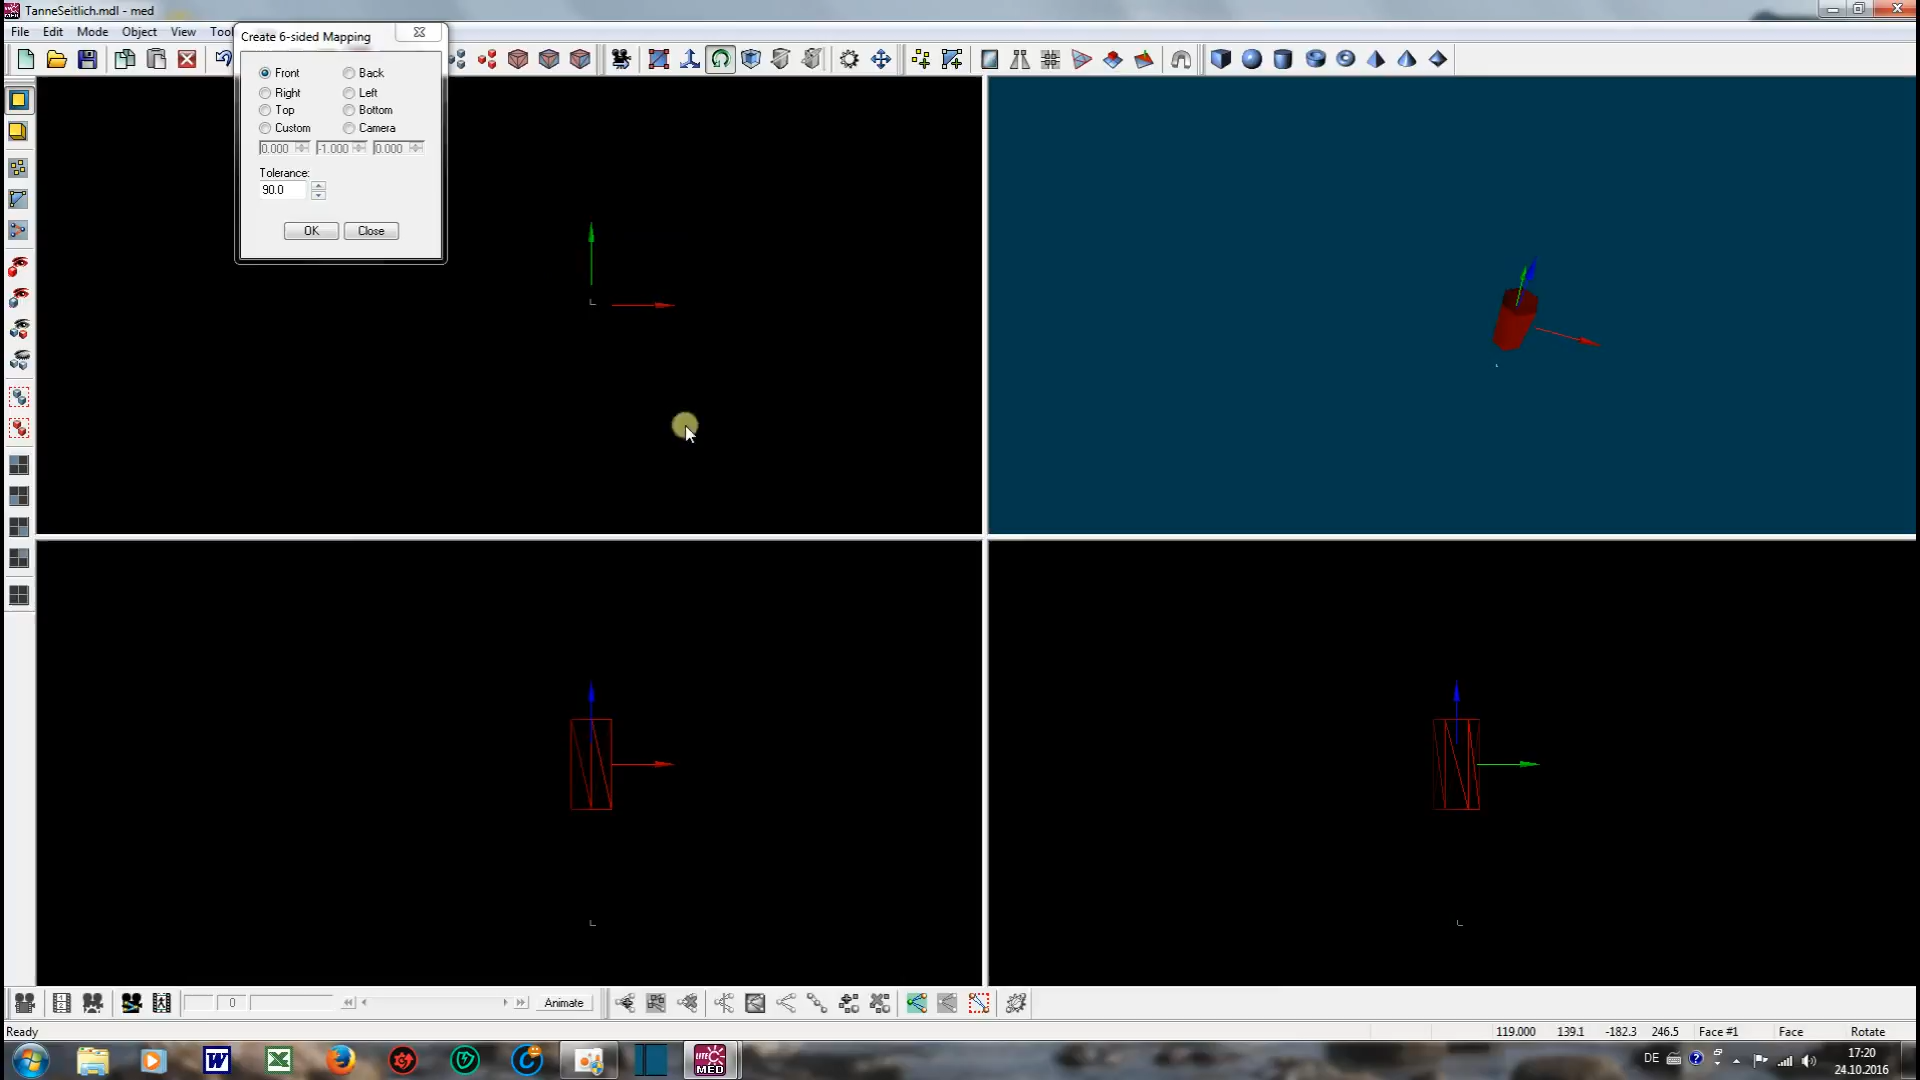 TanneSeitlich.mdl - med
File Edit Mode Object View
Create 6-sided Mapping
Front Back
Right Left
Top Bottom
Custom Camera
0.000 -1.000 0.000
Tolerance:
90.0
OK Close
0 Animate
Ready 119.000 139.1 -182.3 246.5 Face #1 Face Rotate
MED
DE
17:20
24.10.2016